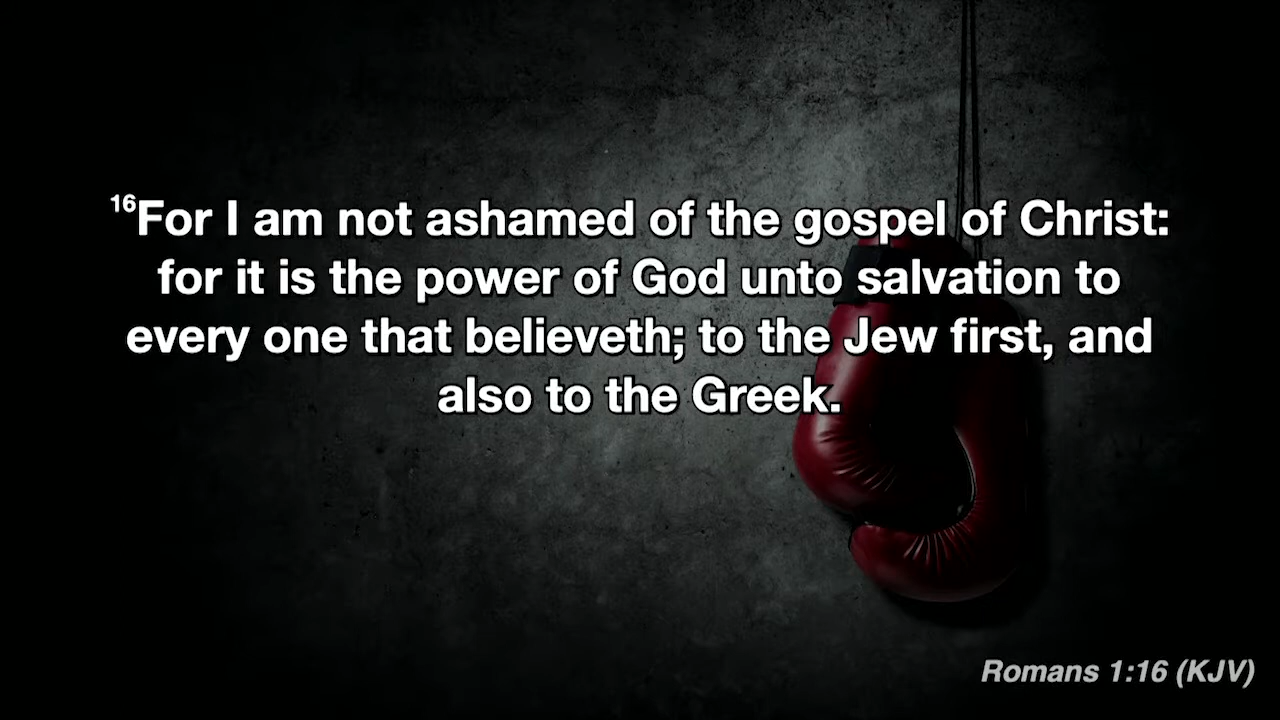 16For I am not ashamed of the gospel of Christ:
for it is the power of God unto salvation to
every one that believeth; to the Jew first, and
also to the Greek.
Romans 1:16 (KJV)